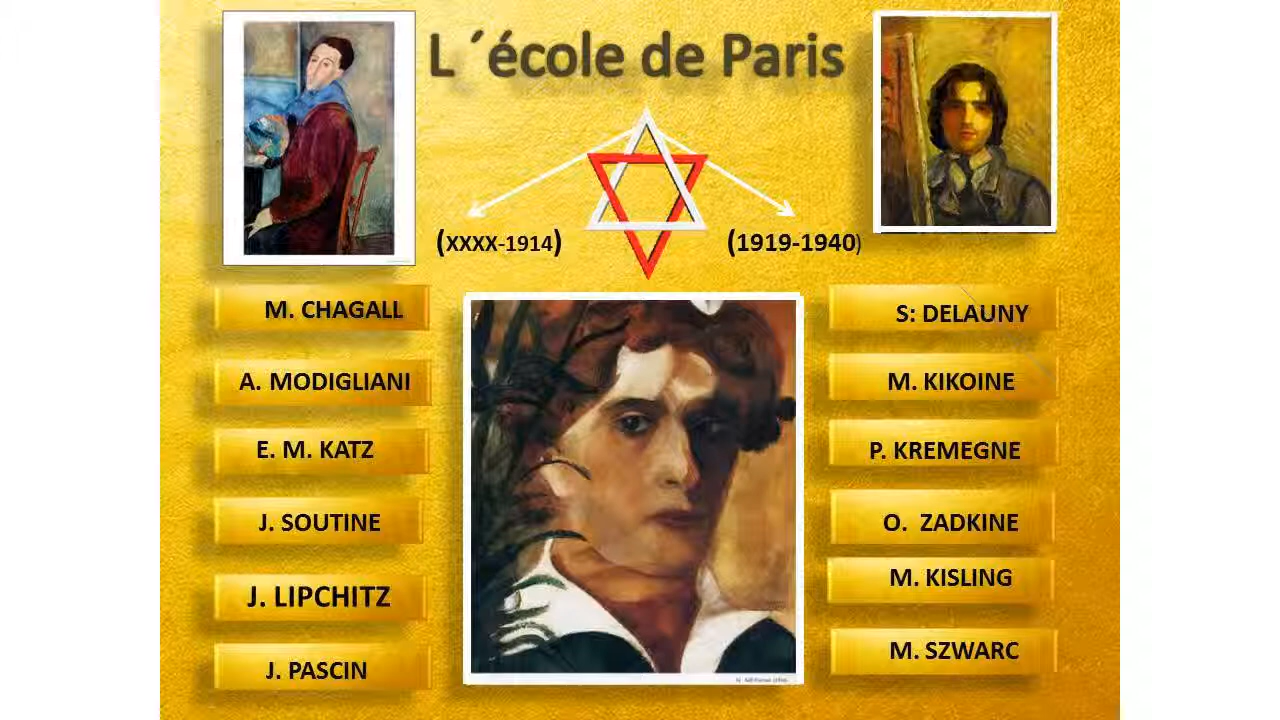 L´école de Paris
(XXXX-1914)
(1919-1940)
M. CHAGALL
A. MODIGLIANI
E. M. KATZ
J. SOUTINE
J. LIPCHITZ
J. PASCIN
S: DELAUNY
M. KIKOINE
P. KREMEGNE
O. ZADKINE
M. KISLING
M. SZWARC